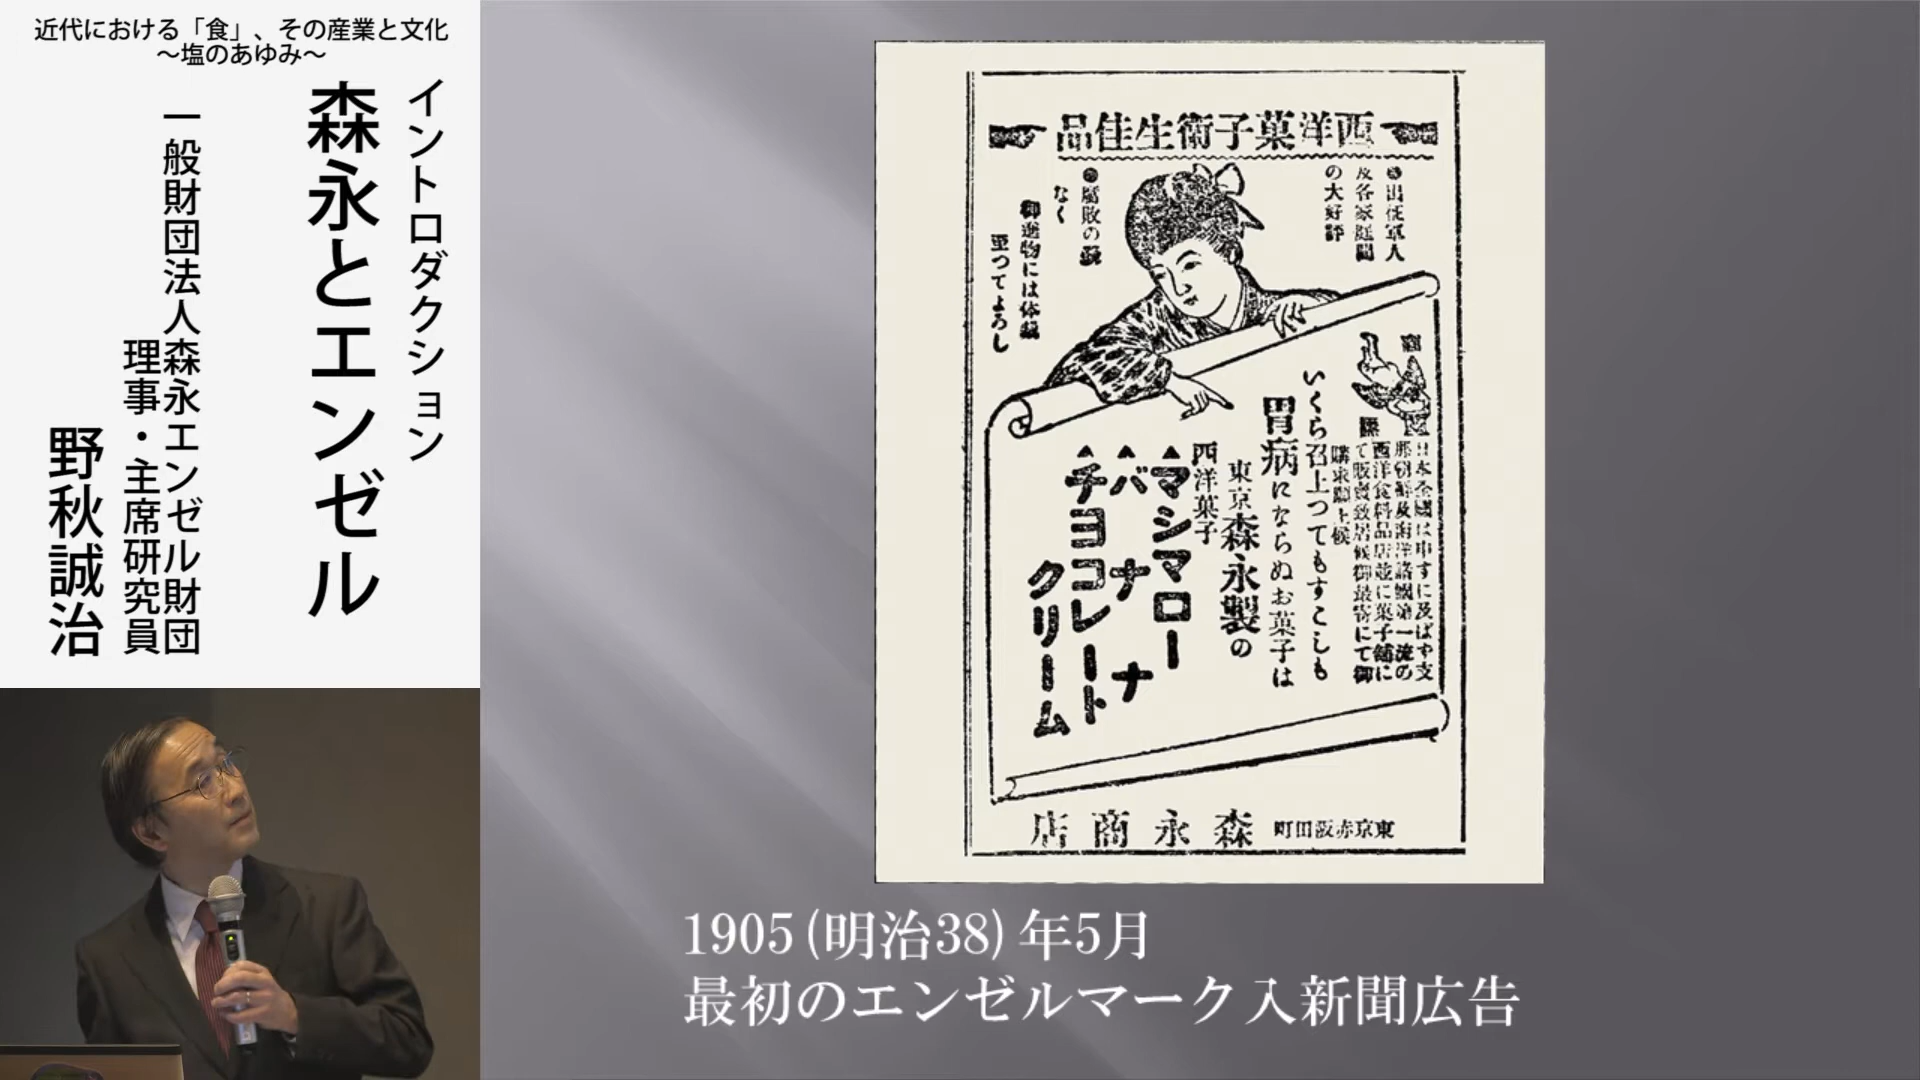 近代における「食」、その産業と文化
～塩のあゆみ～
イントロダクション
森永とエンゼル
一般財団法人森永エンゼル財団
理事・主席研究員
野秋誠治
西洋菓子衛生佳品
出征軍人
及各家庭間
の大好評
腐敗の
なく
御進物には体裁
至つてよろし
日本全國は申すに及ばず支
那朝鮮及南洋諸國第一流の
西洋食料品店並に菓子舗に
て販賣致居候御最寄にて御
購求願上候
いくら召上つてもすこしも
胃病にならぬお菓子は
東京森永製の
西洋菓子
マシマロー
バナナ
チヨコレート
クリーム
東京赤坂田町
森永商店
1905(明治38)年5月
最初のエンゼルマーク入新聞広告